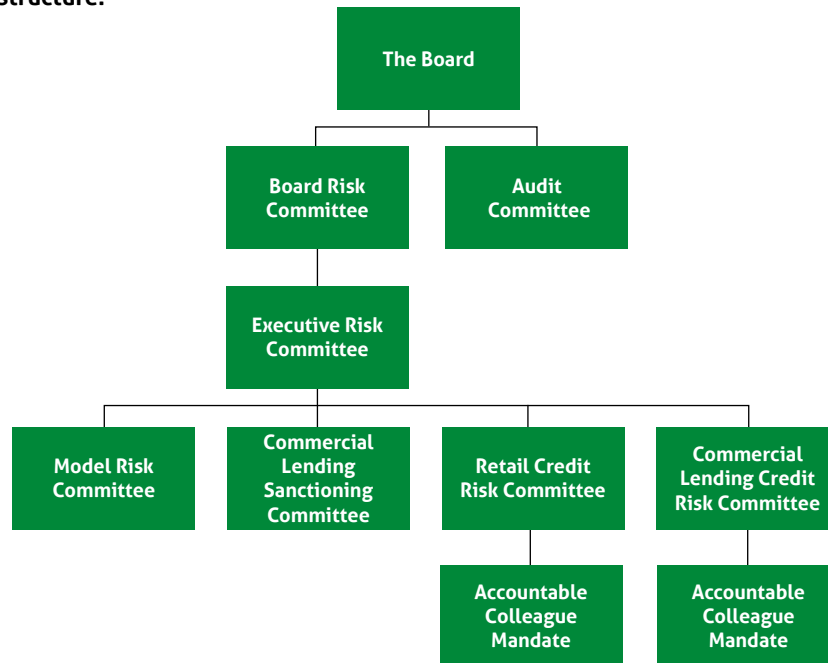 structure:
The Board
Board Risk
Committee
Audit
Committee
Executive Risk
Committee
Model Risk
Committee
Commercial
Lending
Sanctioning
Committee
Retail Credit
Risk Committee
Commercial
Lending Credit
Risk Committee
Accountable
Colleague
Mandate
Accountable
Colleague
Mandate